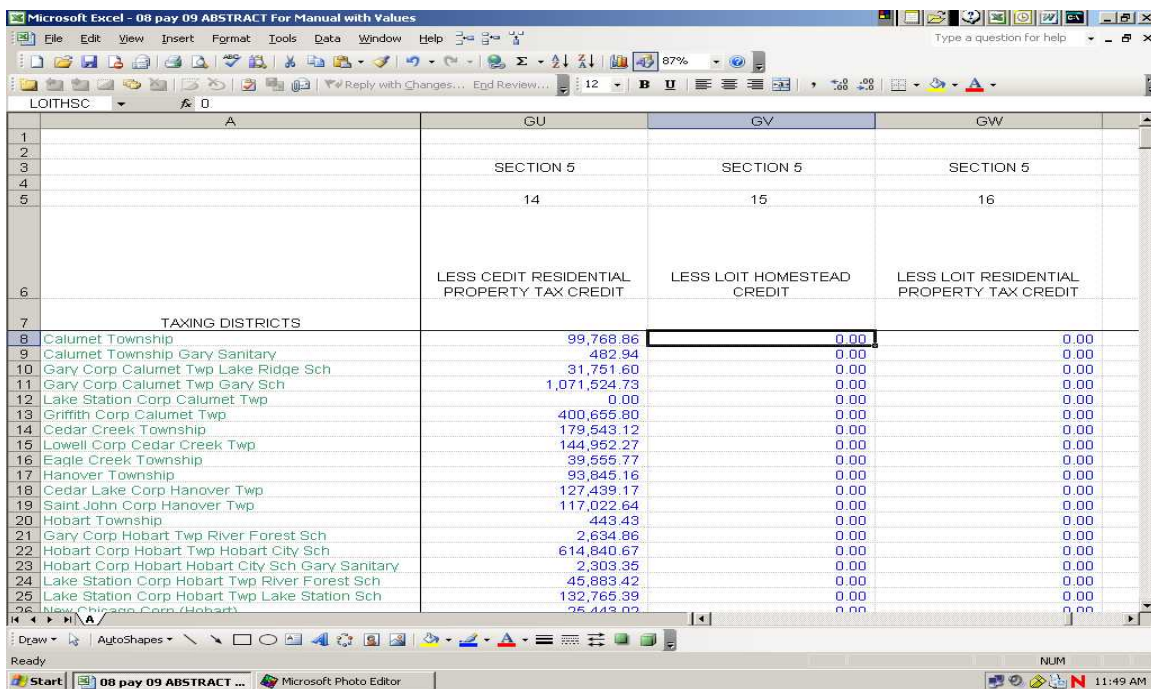 Microsoft Excel - 08 pay 09 ABSTRACT For Manual with Values
File Edit View Insert Format Tools Data Window Help Type a question for help
87%
Reply with Changes... End Review... 12 B U
LOITHSC fx 0
A GU GV GW
1
2
3 SECTION 5 SECTION 5 SECTION 5
4
5 14 15 16
LESS CEDIT RESIDENTIAL LESS LOIT HOMESTEAD LESS LOIT RESIDENTIAL
6 PROPERTY TAX CREDIT CREDIT PROPERTY TAX CREDIT
7 TAXING DISTRICTS
8 Calumet Township 99,768.86 0.00 0.00
9 Calumet Township Gary Sanitary 482.94 0.00 0.00
10 Gary Corp Calumet Twp Lake Ridge Sch 31,751.60 0.00 0.00
11 Gary Corp Calumet Twp Gary Sch 1,071,524.73 0.00 0.00
12 Lake Station Corp Calumet Twp 0.00 0.00 0.00
13 Griffith Corp Calumet Twp 400,655.80 0.00 0.00
14 Cedar Creek Township 179,543.12 0.00 0.00
15 Lowell Corp Cedar Creek Twp 144,952.27 0.00 0.00
16 Eagle Creek Township 39,555.77 0.00 0.00
17 Hanover Township 93,845.16 0.00 0.00
18 Cedar Lake Corp Hanover Twp 127,439.17 0.00 0.00
19 Saint John Corp Hanover Twp 117,022.64 0.00 0.00
20 Hobart Township 443.43 0.00 0.00
21 Gary Corp Hobart Twp River Forest Sch 2,634.86 0.00 0.00
22 Hobart Corp Hobart Twp Hobart City Sch 614,840.67 0.00 0.00
23 Hobart Corp Hobart Hobart City Sch Gary Sanitary 2,303.35 0.00 0.00
24 Lake Station Corp Hobart Twp River Forest Sch 45,883.42 0.00 0.00
25 Lake Station Corp Hobart Twp Lake Station Sch 132,765.39 0.00 0.00
26 New Chicago Corp (Hobart) 25,443.02 0.00 0.00
A
Draw AutoShapes
Ready NUM
Start 08 pay 09 ABSTRACT ... Microsoft Photo Editor 11:49 AM